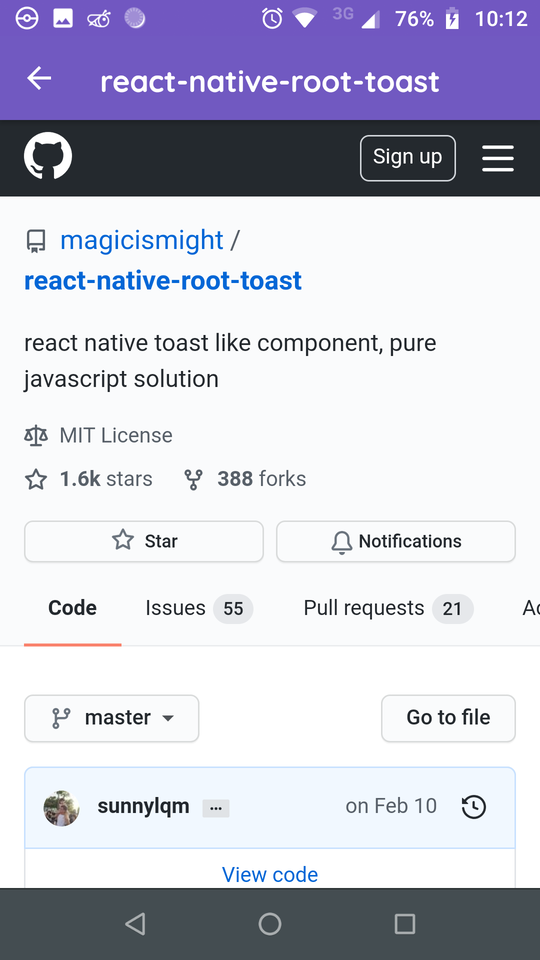 3G 76% 10:12
react-native-root-toast
Sign up
magicismight /
react-native-root-toast
react native toast like component, pure
javascript solution
MIT License
1.6k stars 388 forks
Star Notifications
Code Issues 55 Pull requests 21 Ac
master Go to file
sunnylqm ... on Feb 10
View code